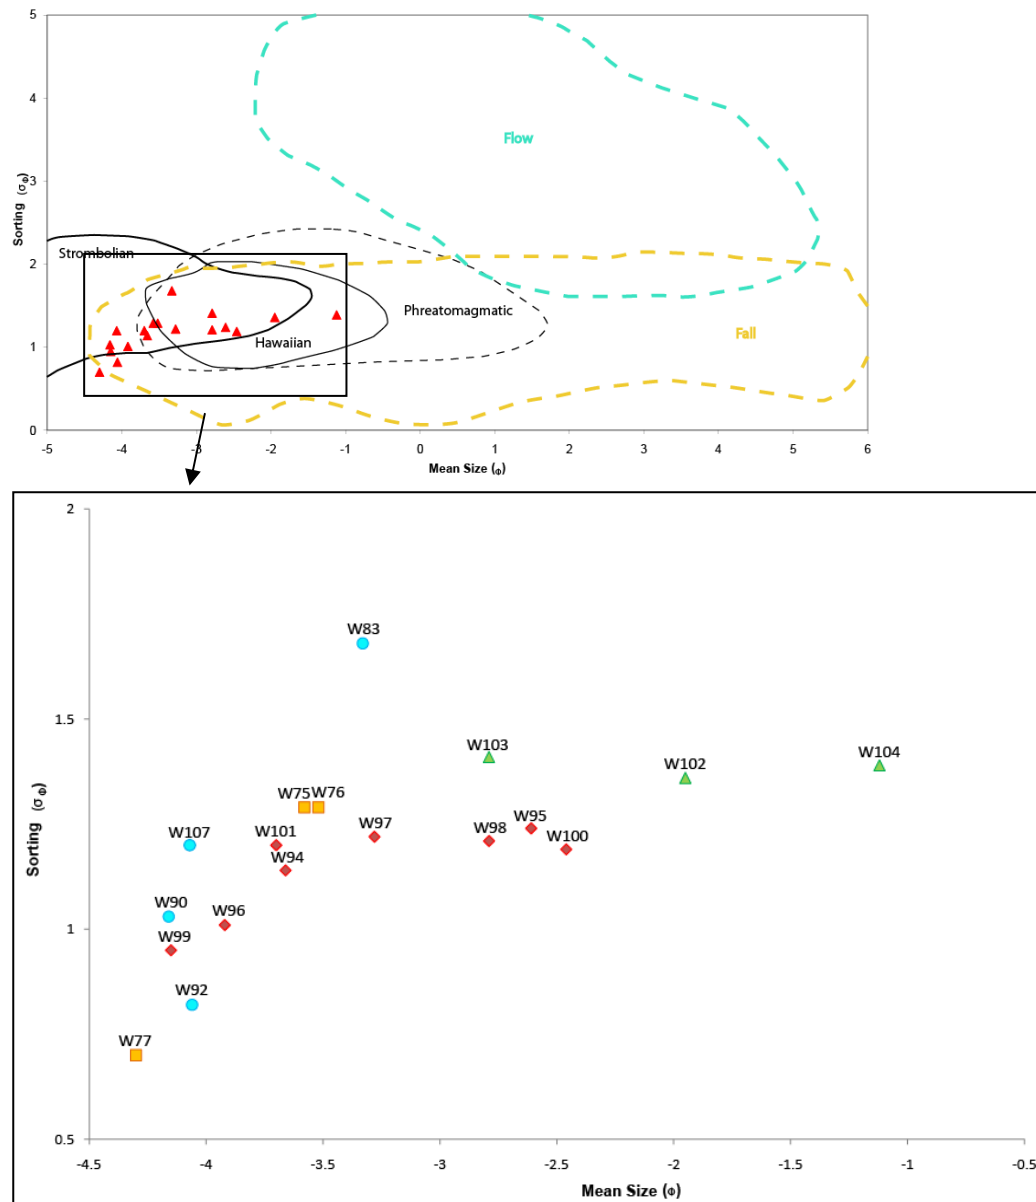 5
4
3
2
1
0
Sorting (σΦ)
Flow
Strombolian
Phreatomagmatic
Hawaiian
Fall
-5 -4 -3 -2 -1 0 1 2 3 4 5 6
Mean Size (Φ)
2
1.5
1
0.5
Sorting (σΦ)
W83
W103
W102
W104
W75 W76
W107
W101
W97
W98
W95
W100
W94
W90
W96
W99
W92
W77
-4.5 -4 -3.5 -3 -2.5 -2 -1.5 -1 -0.5
Mean Size (Φ)